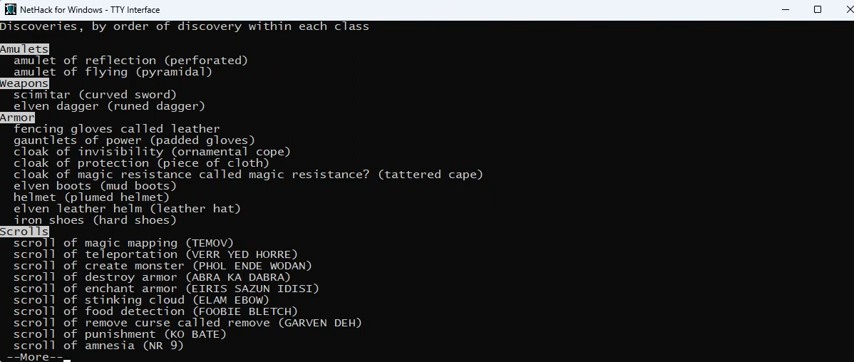 NetHack for Windows - TTY Interface
Discoveries, by order of discovery within each class
Amulets
amulet of reflection (perforated)
amulet of flying (pyramidal)
Weapons
scimitar (curved sword)
elven dagger (runed dagger)
Armor
fencing gloves called leather
gauntlets of power (padded gloves)
cloak of invisibility (ornamental cope)
cloak of protection (piece of cloth)
cloak of magic resistance called magic resistance? (tattered cape)
elven boots (mud boots)
helmet (plumed helmet)
elven leather helm (leather hat)
iron shoes (hard shoes)
Scrolls
scroll of magic mapping (TEMOV)
scroll of teleportation (VERR YED HORRE)
scroll of create monster (PHOL ENDE WODAN)
scroll of destroy armor (ABRA KA DABRA)
scroll of enchant armor (EIRIS SAZUN IDISI)
scroll of stinking cloud (ELAM EBOW)
scroll of food detection (FOOBIE BLETCH)
scroll of remove curse called remove (GARVEN DEH)
scroll of punishment (KO BATE)
scroll of amnesia (NR 9)
--More--